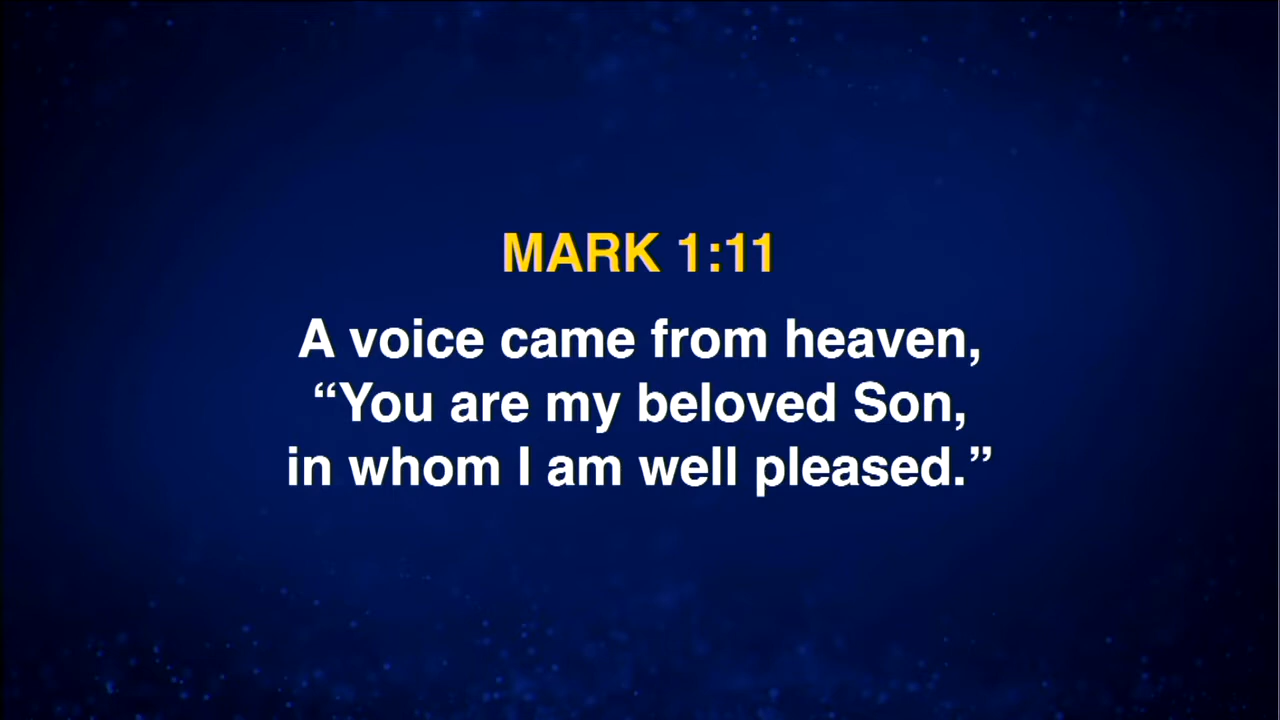 MARK 1:11
A voice came from heaven,
“You are my beloved Son,
in whom I am well pleased.”